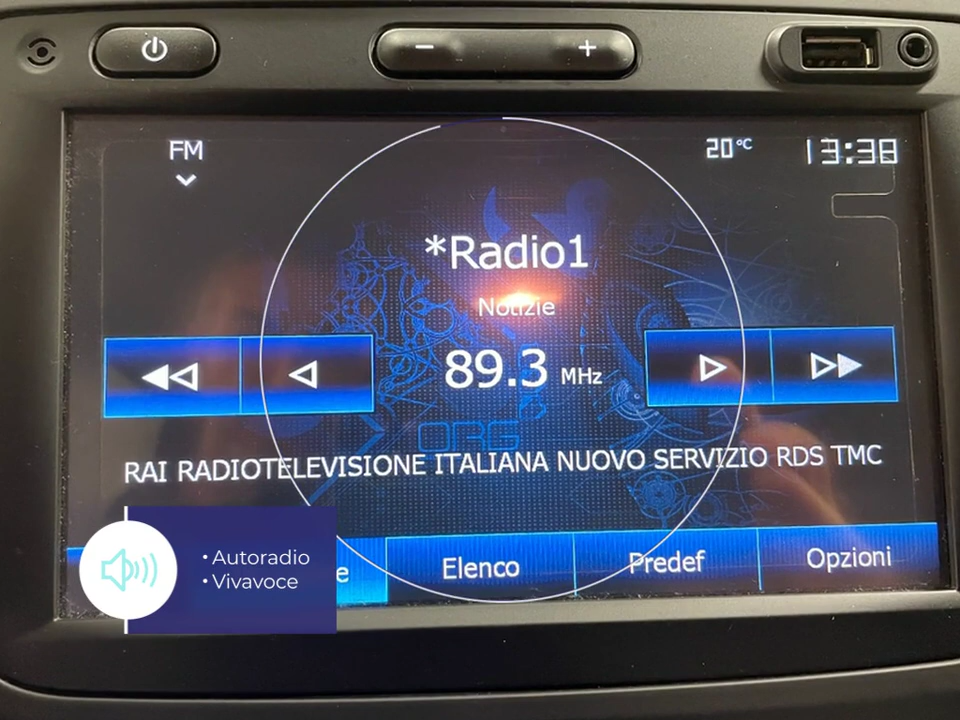 FM
20°C
13:38
*Radio1
Notizie
89.3 MHz
ORG
RAI RADIOTELEVISIONE ITALIANA NUOVO SERVIZIO RDS TMC
• Autoradio
• Vivavoce
e
Elenco
Predef
Opzioni